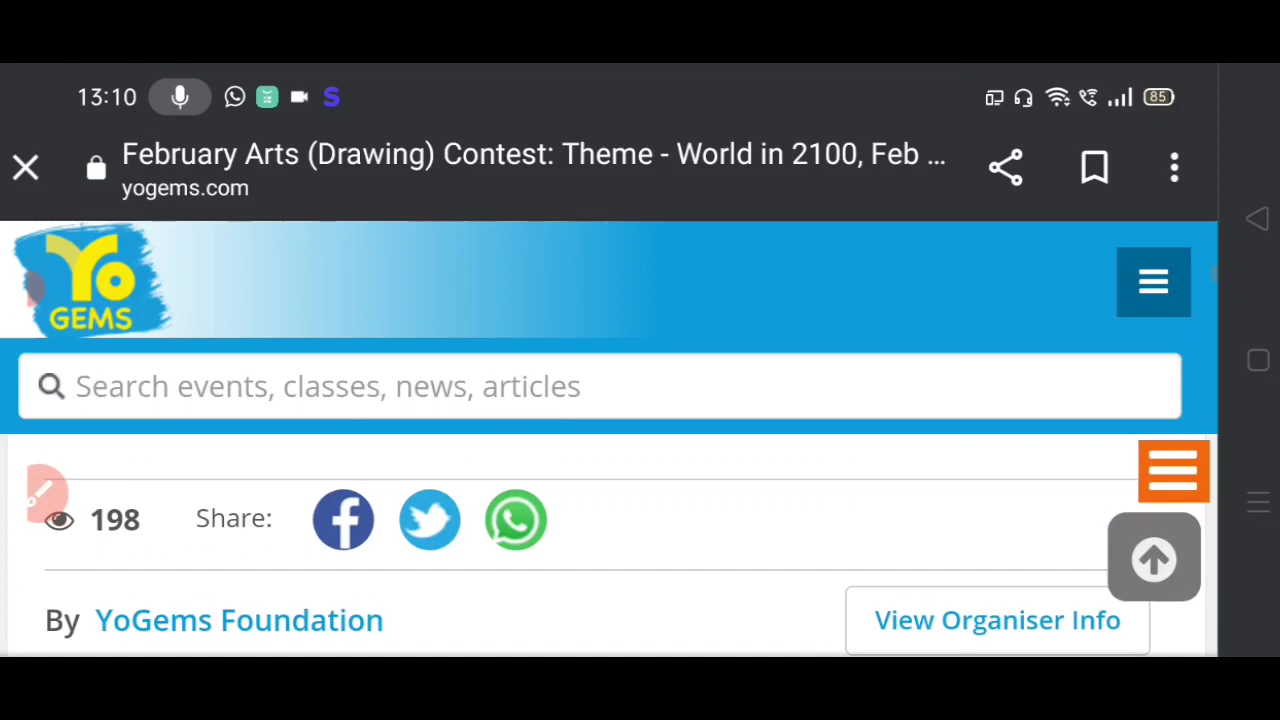 13:10
S
85
February Arts (Drawing) Contest: Theme - World in 2100, Feb ...
yogems.com
Yo
GEMS
Search events, classes, news, articles
198 Share:
By YoGems Foundation
View Organiser Info